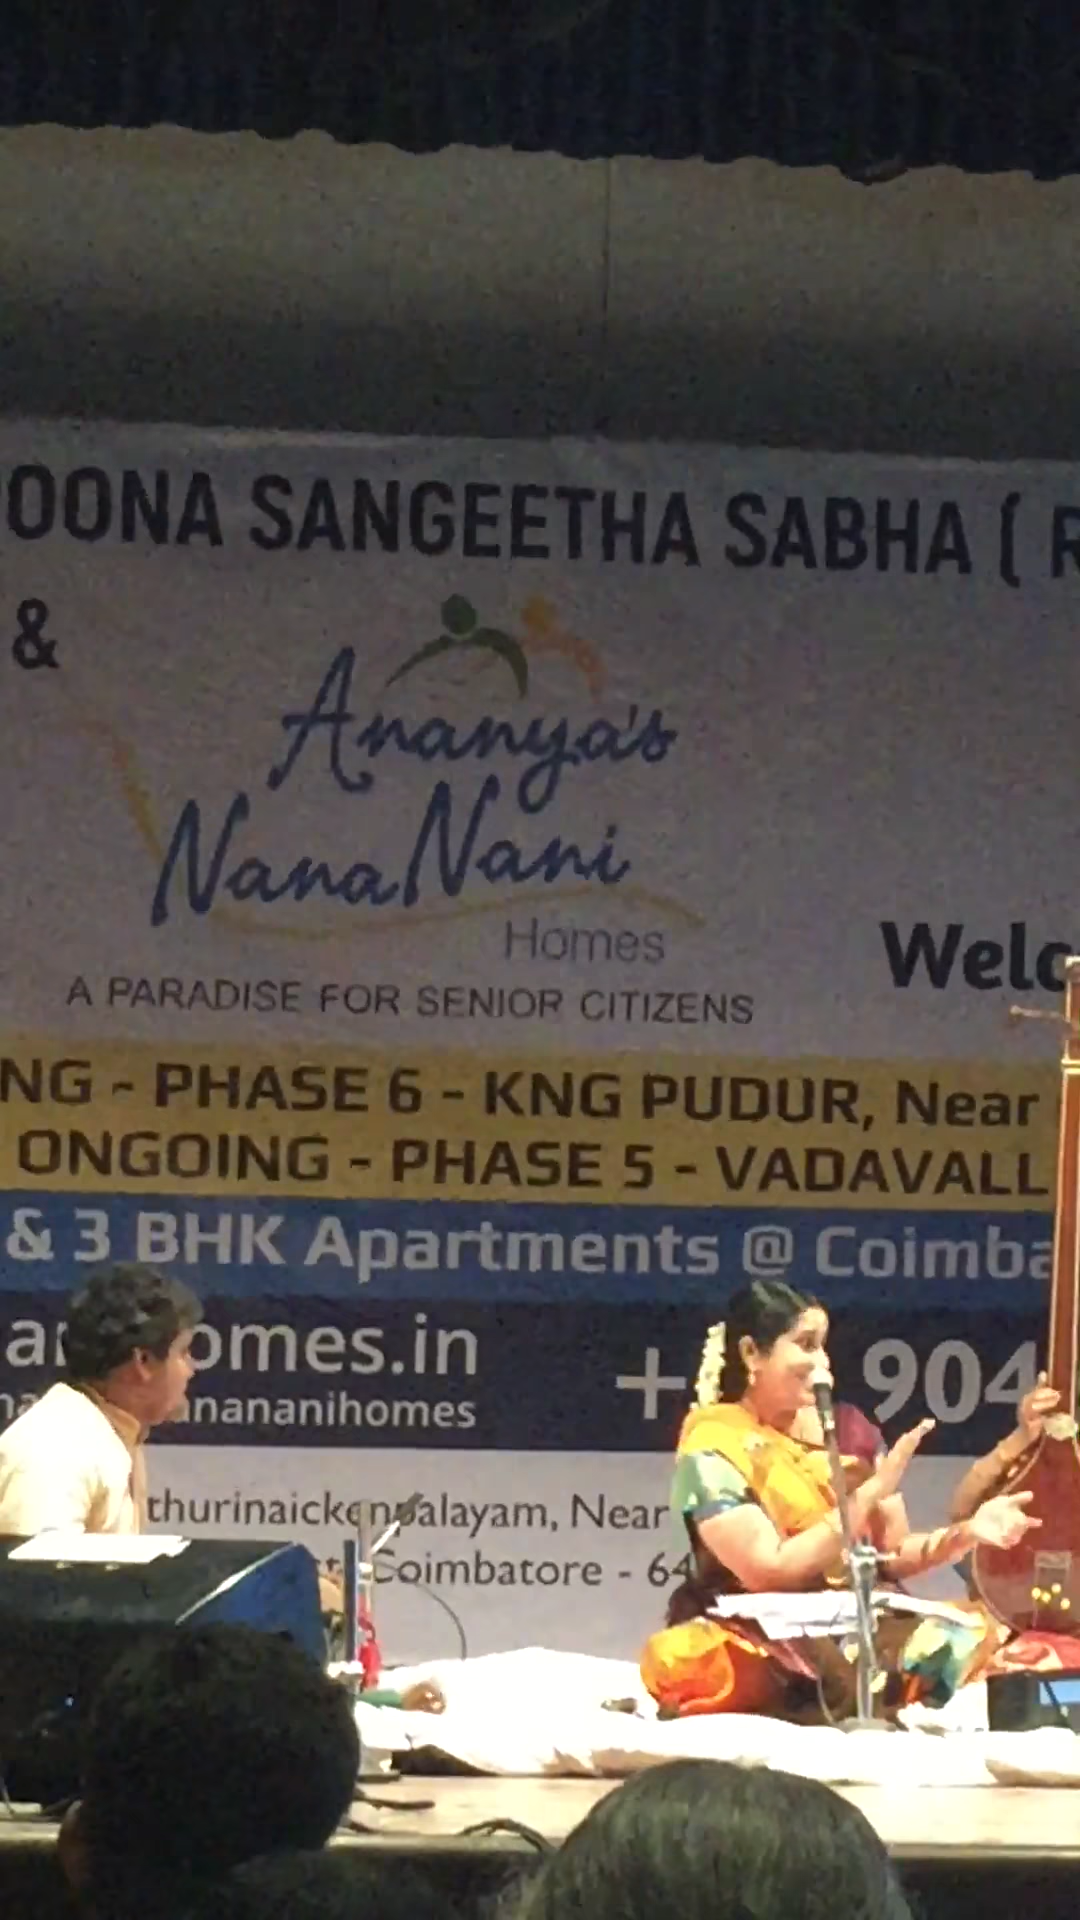 OONA SANGEETHA SABHA ( R
&
Ananya's
NanaNani
Homes
A PARADISE FOR SENIOR CITIZENS
Welc
NG - PHASE 6 - KNG PUDUR, Near
ONGOING - PHASE 5 - VADAVALL
& 3 BHK Apartments @ Coimba
omes.in
nananihomes
+ 904
thurinaickenpalayam, Near
Coimbatore - 64